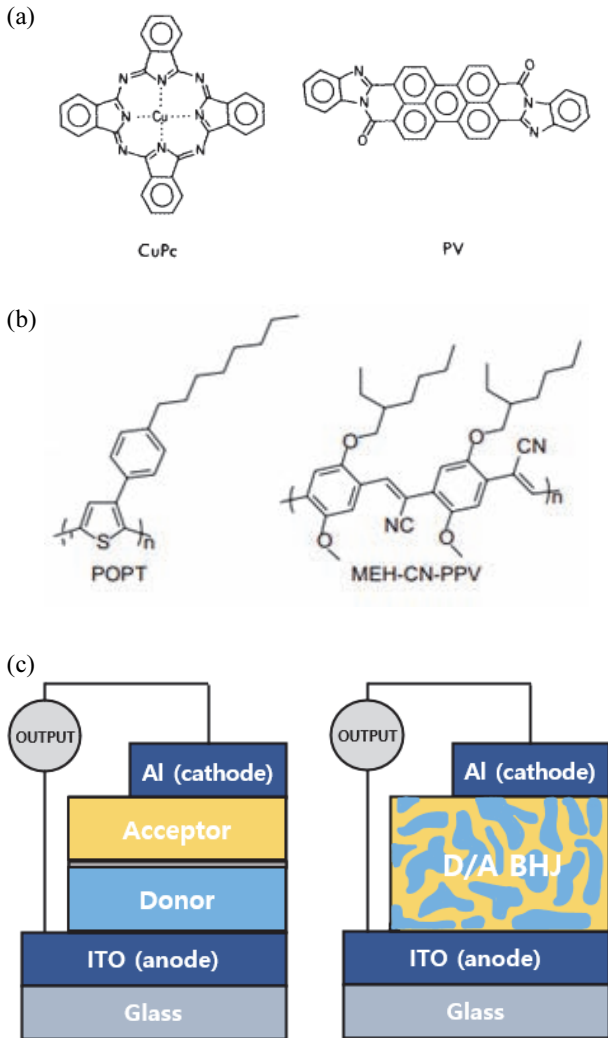 (a)
N
N
N
N
Cu
N
N
N
N
CuPc
N
N
O
O
N
N
PV
(b)
S
n
POPT
O
O
NC
O
O
CN
n
MEH-CN-PPV
(c)
OUTPUT
Al (cathode)
Acceptor
Donor
ITO (anode)
Glass
OUTPUT
Al (cathode)
D/A BHJ
ITO (anode)
Glass